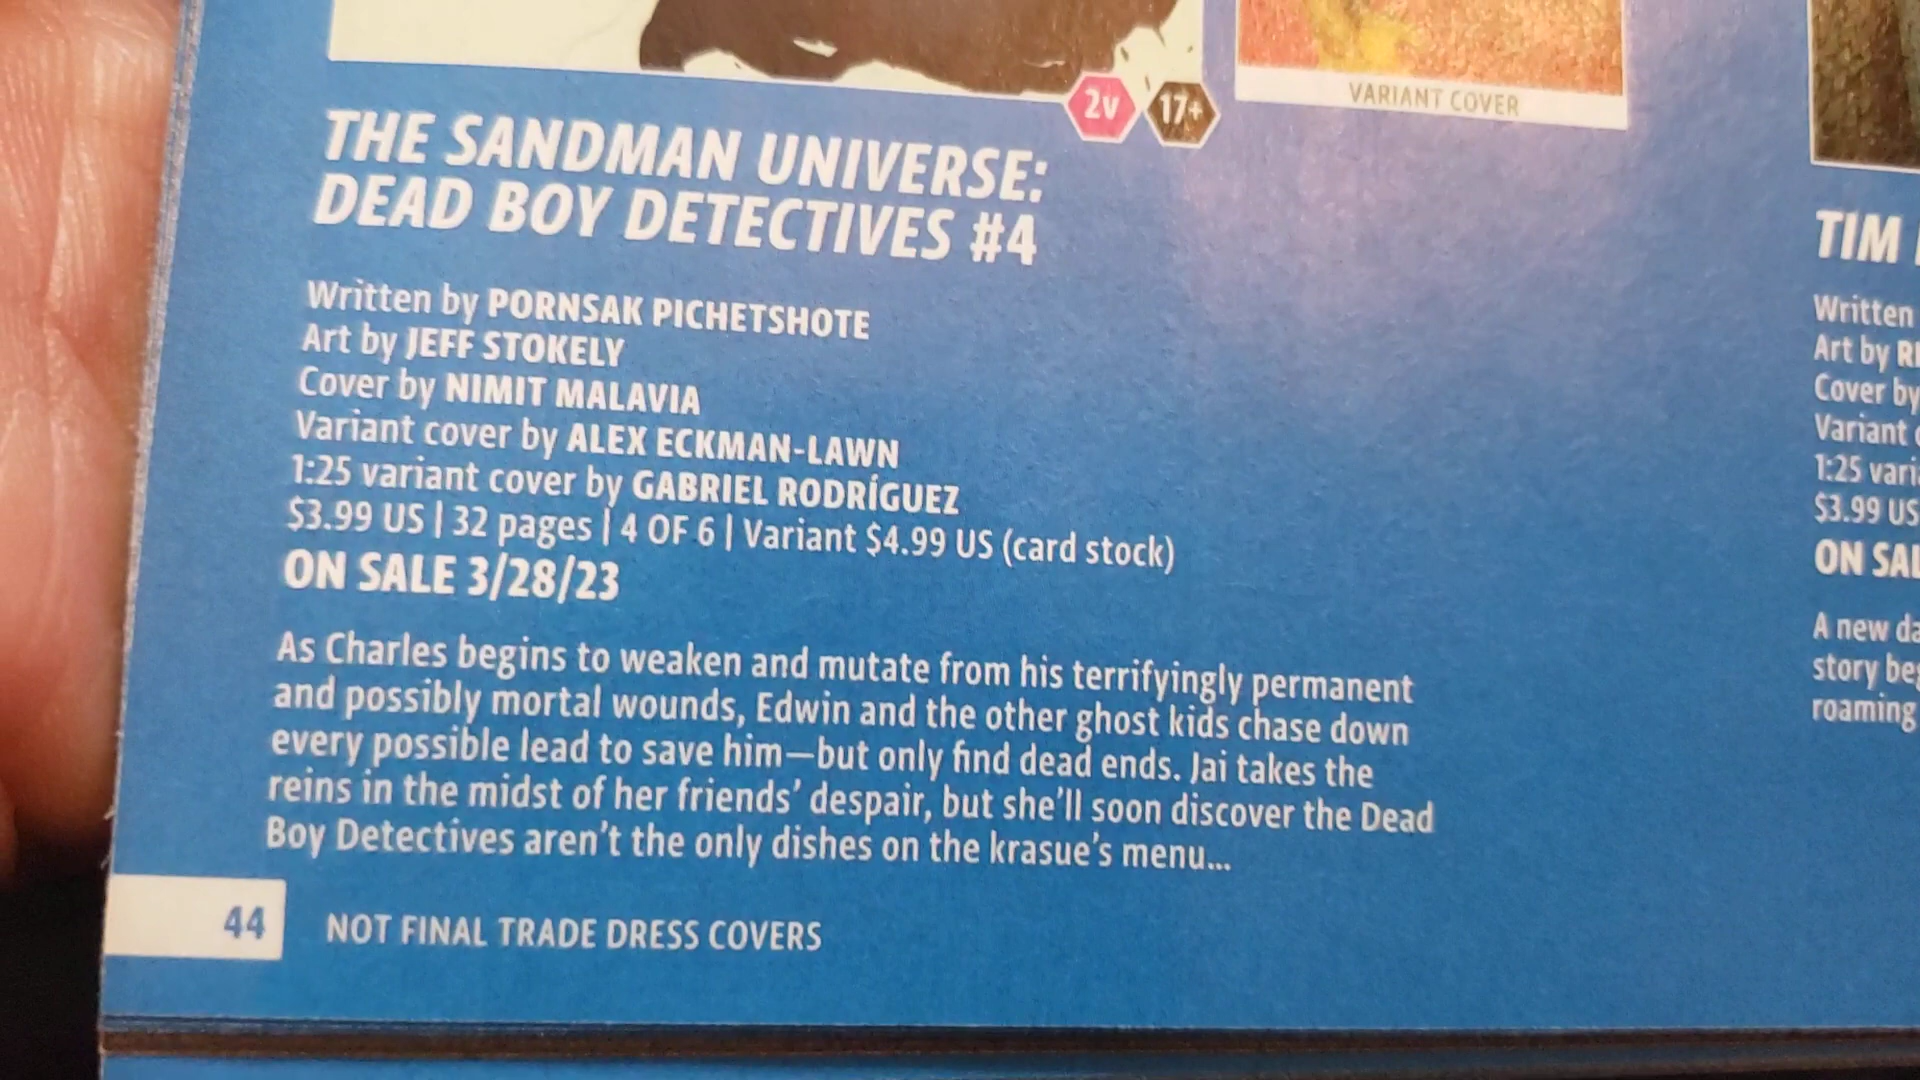 2v 17+
VARIANT COVER
THE SANDMAN UNIVERSE:
DEAD BOY DETECTIVES #4
Written by PORNSAK PICHETSHOTE
Art by JEFF STOKELY
Cover by NIMIT MALAVIA
Variant cover by ALEX ECKMAN-LAWN
1:25 variant cover by GABRIEL RODRÍGUEZ
$3.99 US | 32 pages | 4 OF 6 | Variant $4.99 US (card stock)
ON SALE 3/28/23
As Charles begins to weaken and mutate from his terrifyingly permanent
and possibly mortal wounds, Edwin and the other ghost kids chase down
every possible lead to save him—but only find dead ends. Jai takes the
reins in the midst of her friends’ despair, but she’ll soon discover the Dead
Boy Detectives aren’t the only dishes on the krasue’s menu...
44 NOT FINAL TRADE DRESS COVERS
TIM
Written
Art by
Cover by
Variant
1:25
$3.99 US
ON
A new
story
roaming